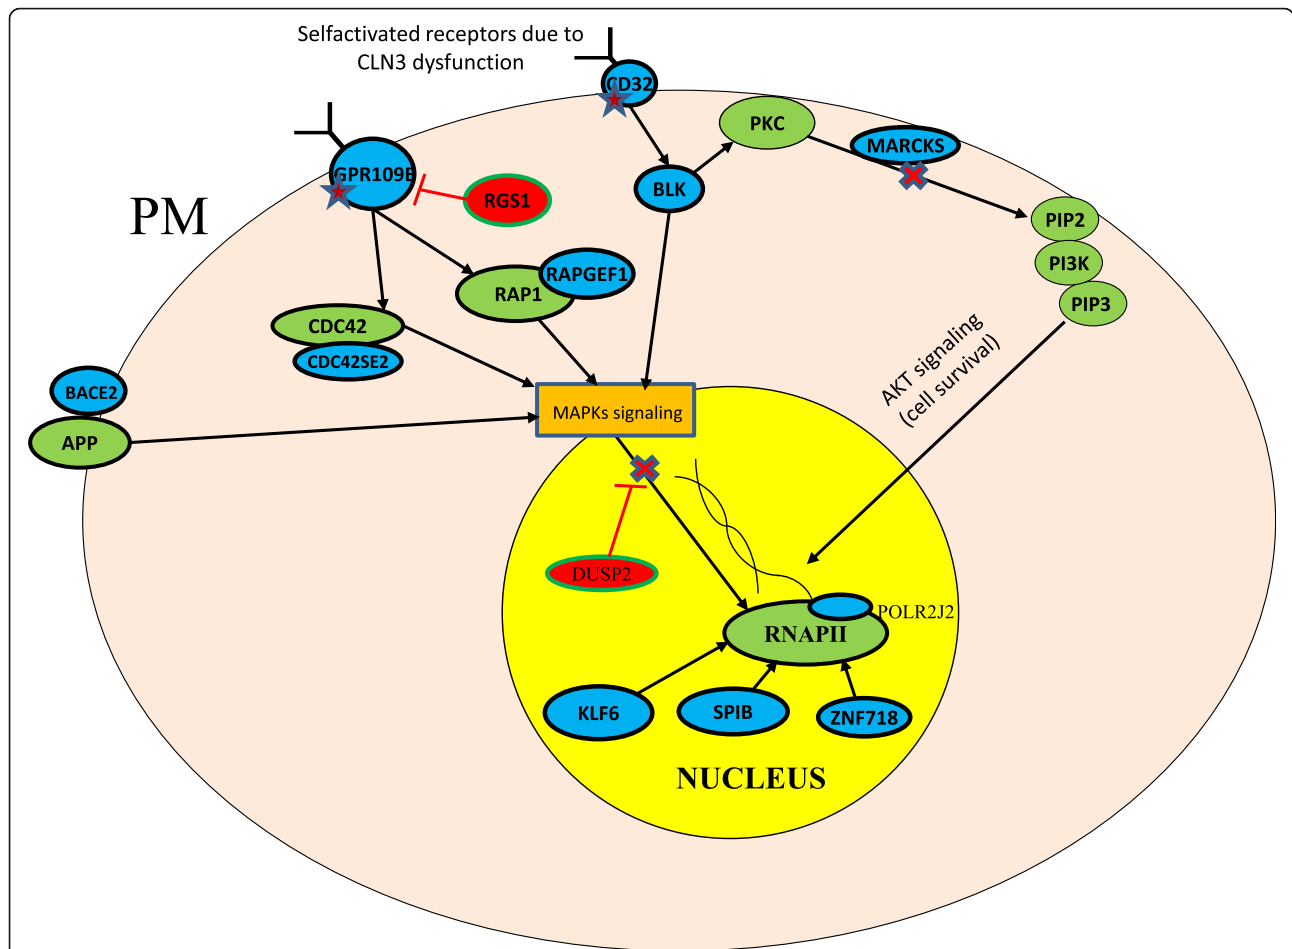 Selfactivated receptors due to
CLN3 dysfunction
CD32
PKC
MARCKS
GPR109B
BLK
RGS1
PM
PIP2
PI3K
PIP3
RAPGEF1
RAP1
CDC42
CDC42SE2
AKT signaling
(cell survival)
BACE2
APP
MAPKs signaling
DUSP2
POLR2J2
RNAPII
KLF6
SPIB
ZNF718
NUCLEUS